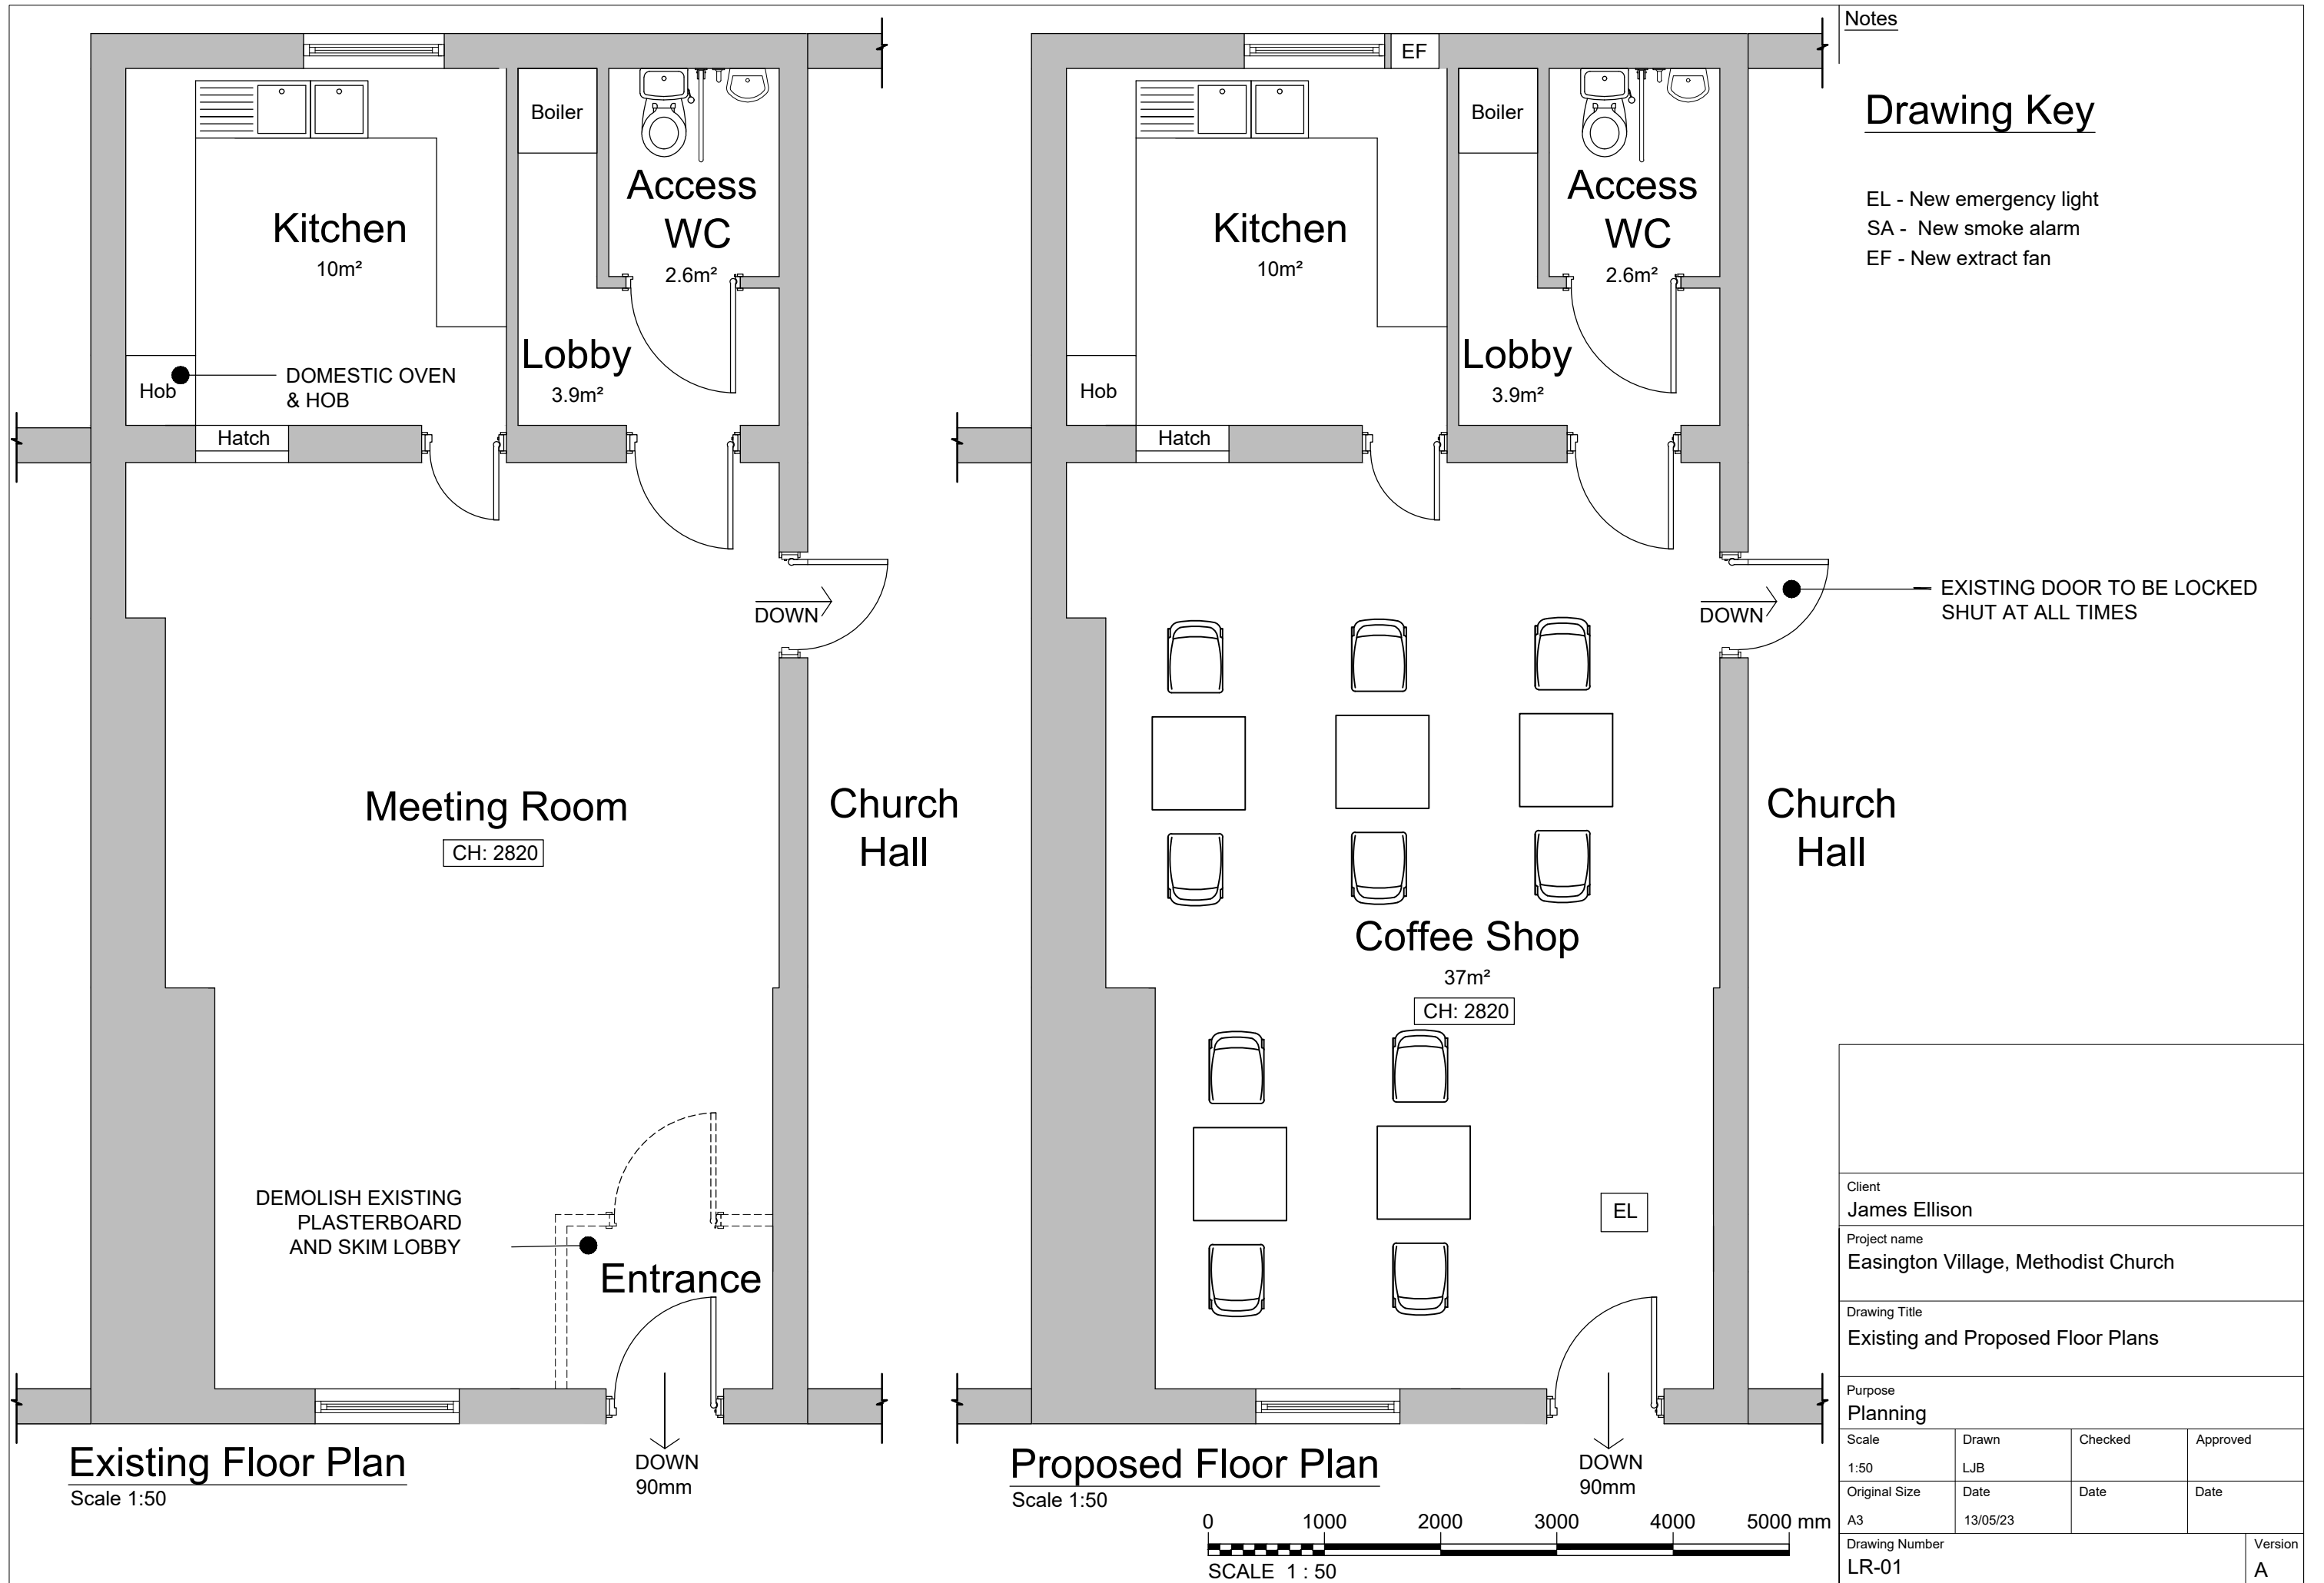 Notes
Drawing Key
EL - New emergency light
SA - New smoke alarm
EF - New extract fan
Boiler
Access
WC
2.6m²
Kitchen
10m²
Lobby
3.9m²
Hob
DOMESTIC OVEN
& HOB
Hatch
DOWN
Meeting Room
CH: 2820
Church
Hall
DEMOLISH EXISTING
PLASTERBOARD
AND SKIM LOBBY
Entrance
DOWN
90mm
Existing Floor Plan
Scale 1:50
EF
Boiler
Access
WC
2.6m²
Kitchen
10m²
Lobby
3.9m²
Hob
Hatch
DOWN
EXISTING DOOR TO BE LOCKED
SHUT AT ALL TIMES
Church
Hall
Coffee Shop
37m²
CH: 2820
EL
DOWN
90mm
Proposed Floor Plan
Scale 1:50
0 1000 2000 3000 4000 5000 mm
SCALE 1 : 50
Client
James Ellison
Project name
Easington Village, Methodist Church
Drawing Title
Existing and Proposed Floor Plans
Purpose
Planning
Scale Drawn Checked Approved
1:50 LJB
Original Size Date Date Date
A3 13/05/23
Drawing Number Version
LR-01 A